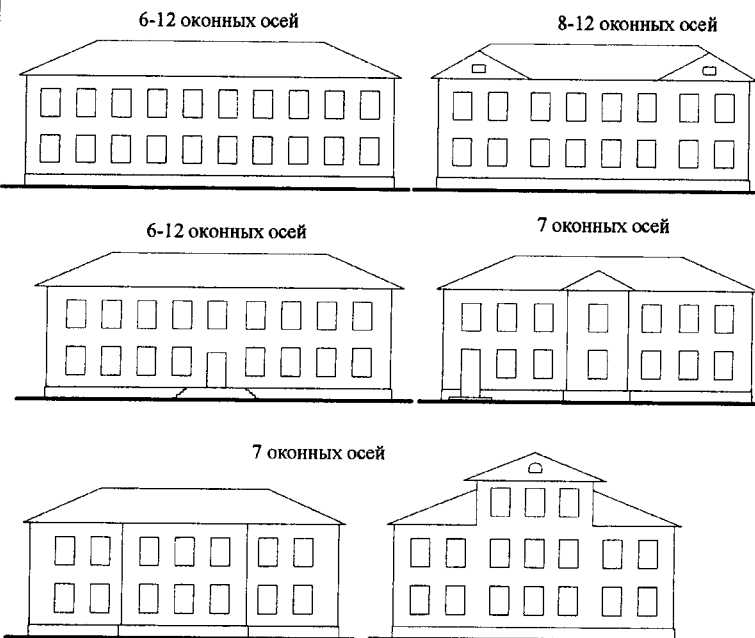 6-12 оконных осей
8-12 оконных осей
6-12 оконных осей
7 оконных осей
7 оконных осей